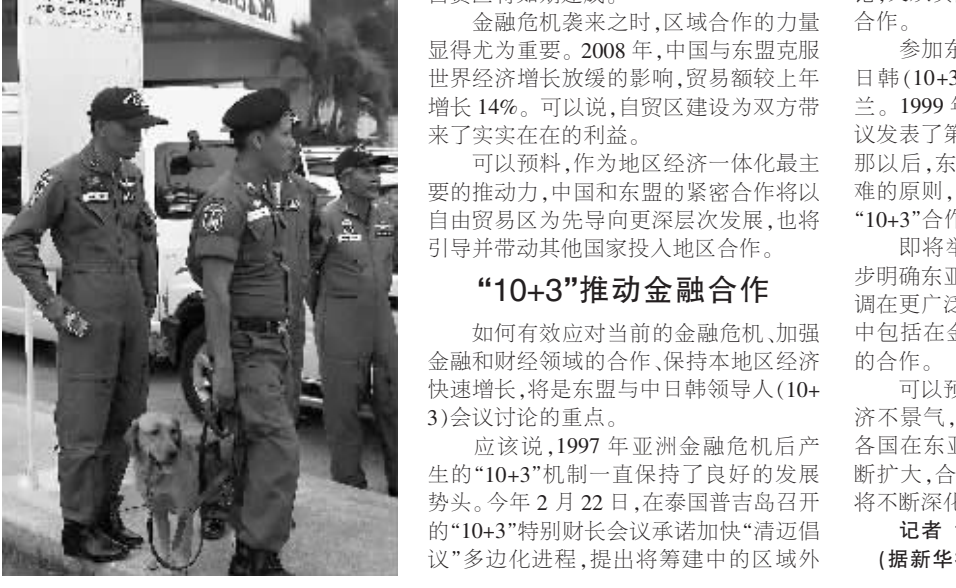 金融危机袭来之时,区域合作的力量
显得尤为重要。2008 年,中国与东盟克服
世界经济增长放缓的影响,贸易额较上年
增长 14%。可以说,自贸区建设为双方带
来了实实在在的利益。
可以预料,作为地区经济一体化最主
要的推动力,中国和东盟的紧密合作将以
自由贸易区为先导向更深层次发展,也将
引导并带动其他国家投入地区合作。
“10+3”推动金融合作
如何有效应对当前的金融危机、加强
金融和财经领域的合作、保持本地区经济
快速增长,将是东盟与中日韩领导人(10+
3)会议讨论的重点。
应该说,1997 年亚洲金融危机后产
生的“10+3”机制一直保持了良好的发展
势头。今年 2 月 22 日,在泰国普吉岛召开
的“10+3”特别财长会议承诺加快“清迈倡
议”多边化进程,提出将筹建中的区域外
合作。
参加东
日韩(10+3
兰。1999 年
议发表了第
那以后,东
难的原则,
“10+3”合作
即将举
步明确东亚
调在更广泛
中包括在金
的合作。
可以预
济不景气,
各国在东亚
断扩大,合
将不断深化
记者
(据新华社